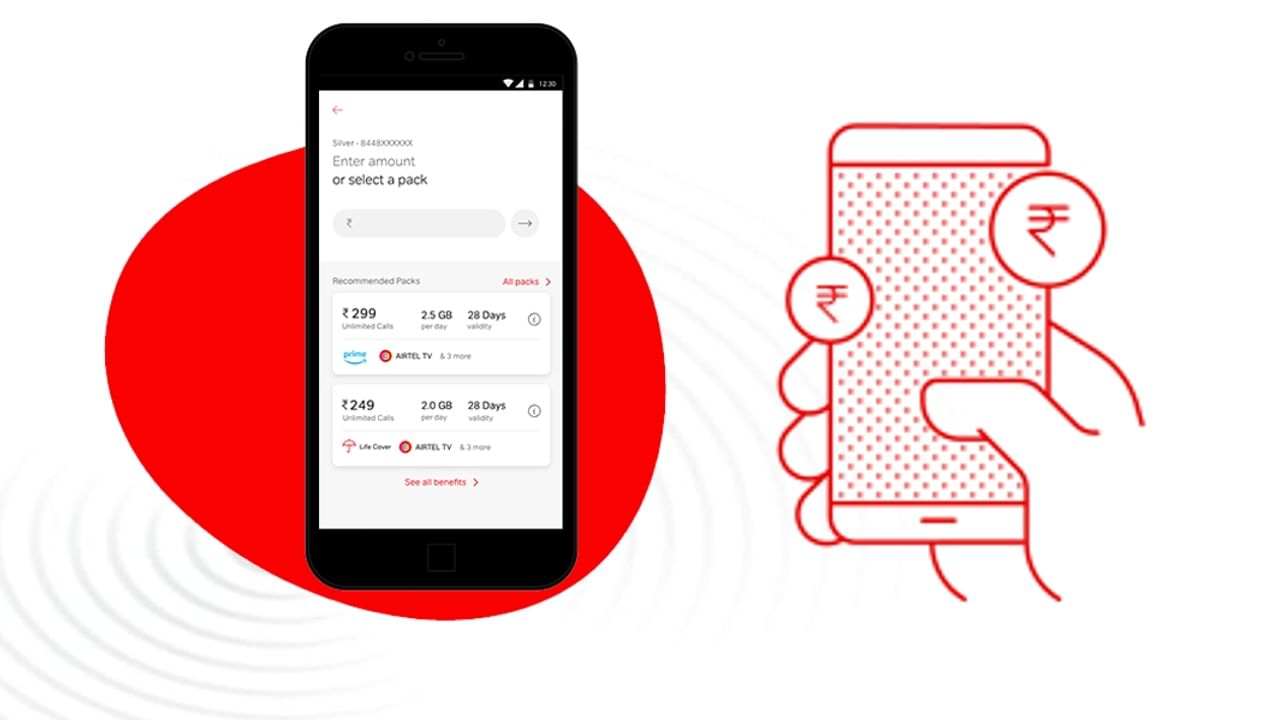 12:30
Silver - 8448XXXXXX
Enter amount
or select a pack
₹
Recommended Packs All packs
₹ 299 2.5 GB 28 Days
Unlimited Calls per day validity
prime AIRTEL TV & 3 more
₹ 249 2.0 GB 28 Days
Unlimited Calls per day validity
Life Cover AIRTEL TV & 3 more
See all benefits
₹
₹